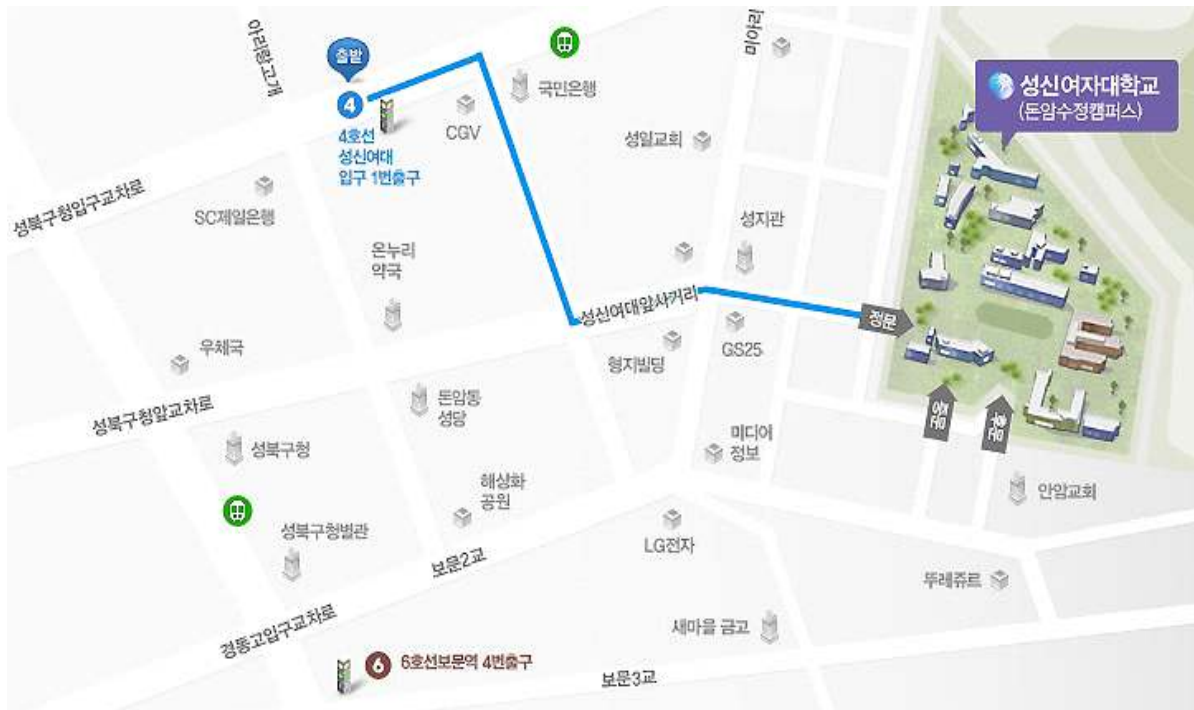 아리랑고개
출발
4
4호선
성신여대
입구 1번출구
CGV
국민은행
미아리
성신여자대학교
(돈암수정캠퍼스)
성북구청입구교차로
SC제일은행
성일교회
온누리
약국
성지관
성신여대앞사거리
정문
우체국
형지빌딩
GS25
성북구청앞교차로
돈암동
성당
동문
후문
성북구청
미디어
정보
해상화
공원
안암교회
성북구청별관
LG전자
보문2교
뚜레쥬르
경동고입구교차로
새마을 금고
6
6호선보문역 4번출구
보문3교